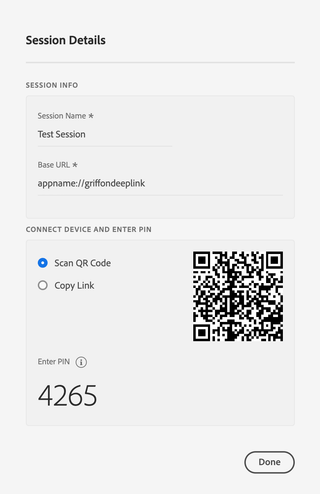 Session Details
SESSION INFO
Session Name *
Test Session
Base URL *
appname://griffondeeplink
CONNECT DEVICE AND ENTER PIN
Scan QR Code
Copy Link
Enter PIN i
4265
Done